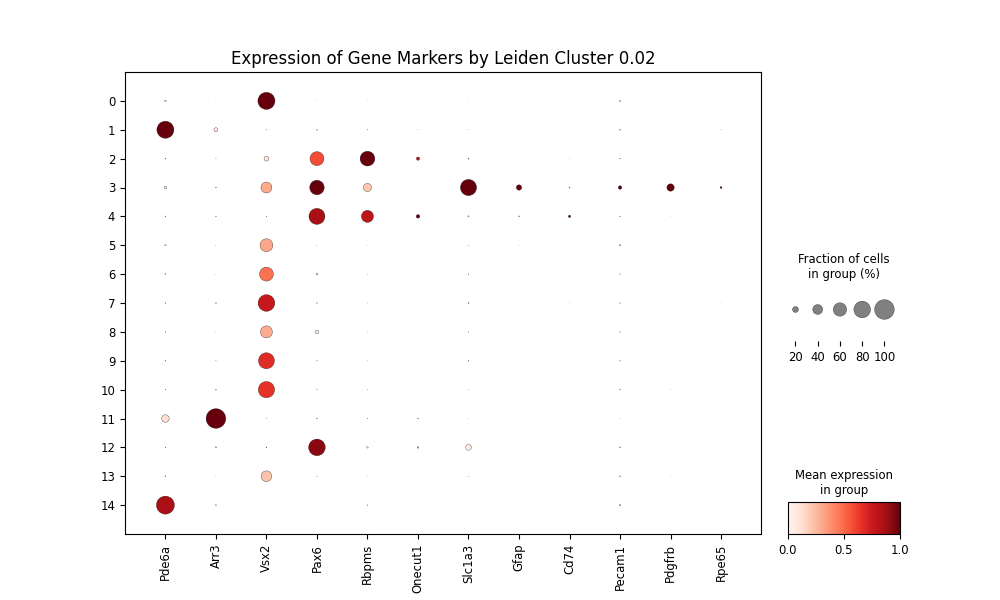 Expression of Gene Markers by Leiden Cluster 0.02
0
1
2
3
4
5
6
7
8
9
10
11
12
13
14
Pde6a Arr3 Vsx2 Pax6 Rbpms Onecut1 Slc1a3 Gfap Cd74 Pecam1 Pdgfrb Rpe65
Fraction of cells
in group (%)
20 40 60 80 100
Mean expression
in group
0.0 0.5 1.0